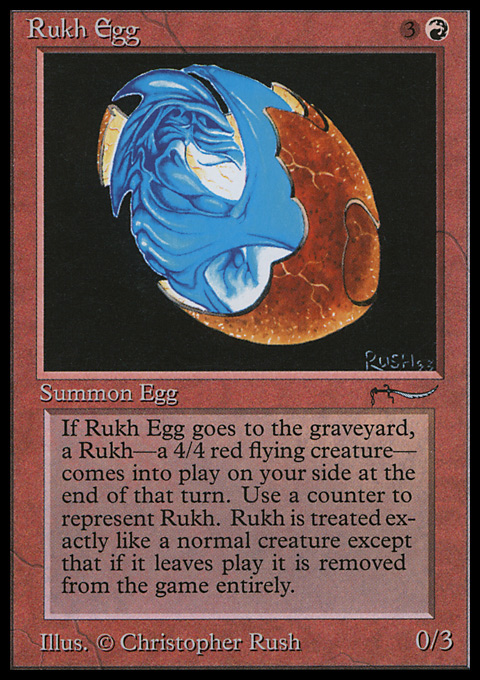 Rukh Egg 3
RUSH93
Summon Egg
If Rukh Egg goes to the graveyard,
a Rukh—a 4/4 red flying creature—
comes into play on your side at the
end of that turn. Use a counter to
represent Rukh. Rukh is treated ex-
actly like a normal creature except
that if it leaves play it is removed
from the game entirely.
Illus. © Christopher Rush 0/3